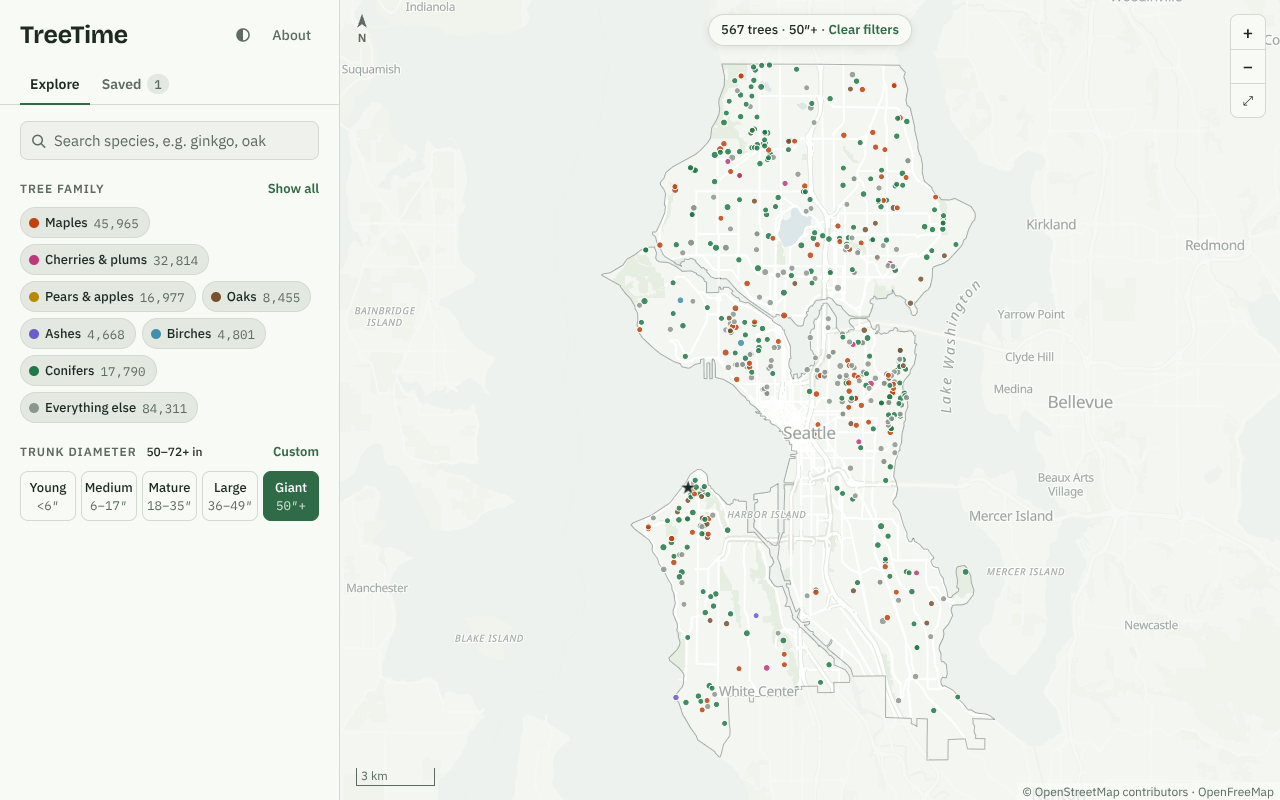 TreeTime
About
Explore
Saved 1
Search species, e.g. ginkgo, oak
TREE FAMILY
Show all
Maples 45,965
Cherries & plums 32,814
Pears & apples 16,977
Oaks 8,455
Ashes 4,668
Birches 4,801
Conifers 17,790
Everything else 84,311
TRUNK DIAMETER 50–72+ in
Custom
Young
<6″
Medium
6–17″
Mature
18–35″
Large
36–49″
Giant
50″+
567 trees · 50″+ · Clear filters
N
+
−
Indianola
Suquamish
BAINBRIDGE
ISLAND
Manchester
BLAKE ISLAND
Seattle
HARBOR ISLAND
White Center
Lake Washington
Kirkland
Redmond
Yarrow Point
Clyde Hill
Medina
Bellevue
Beaux Arts
Village
Mercer Island
MERCER ISLAND
Newcastle
3 km
© OpenStreetMap contributors · OpenFreeMap